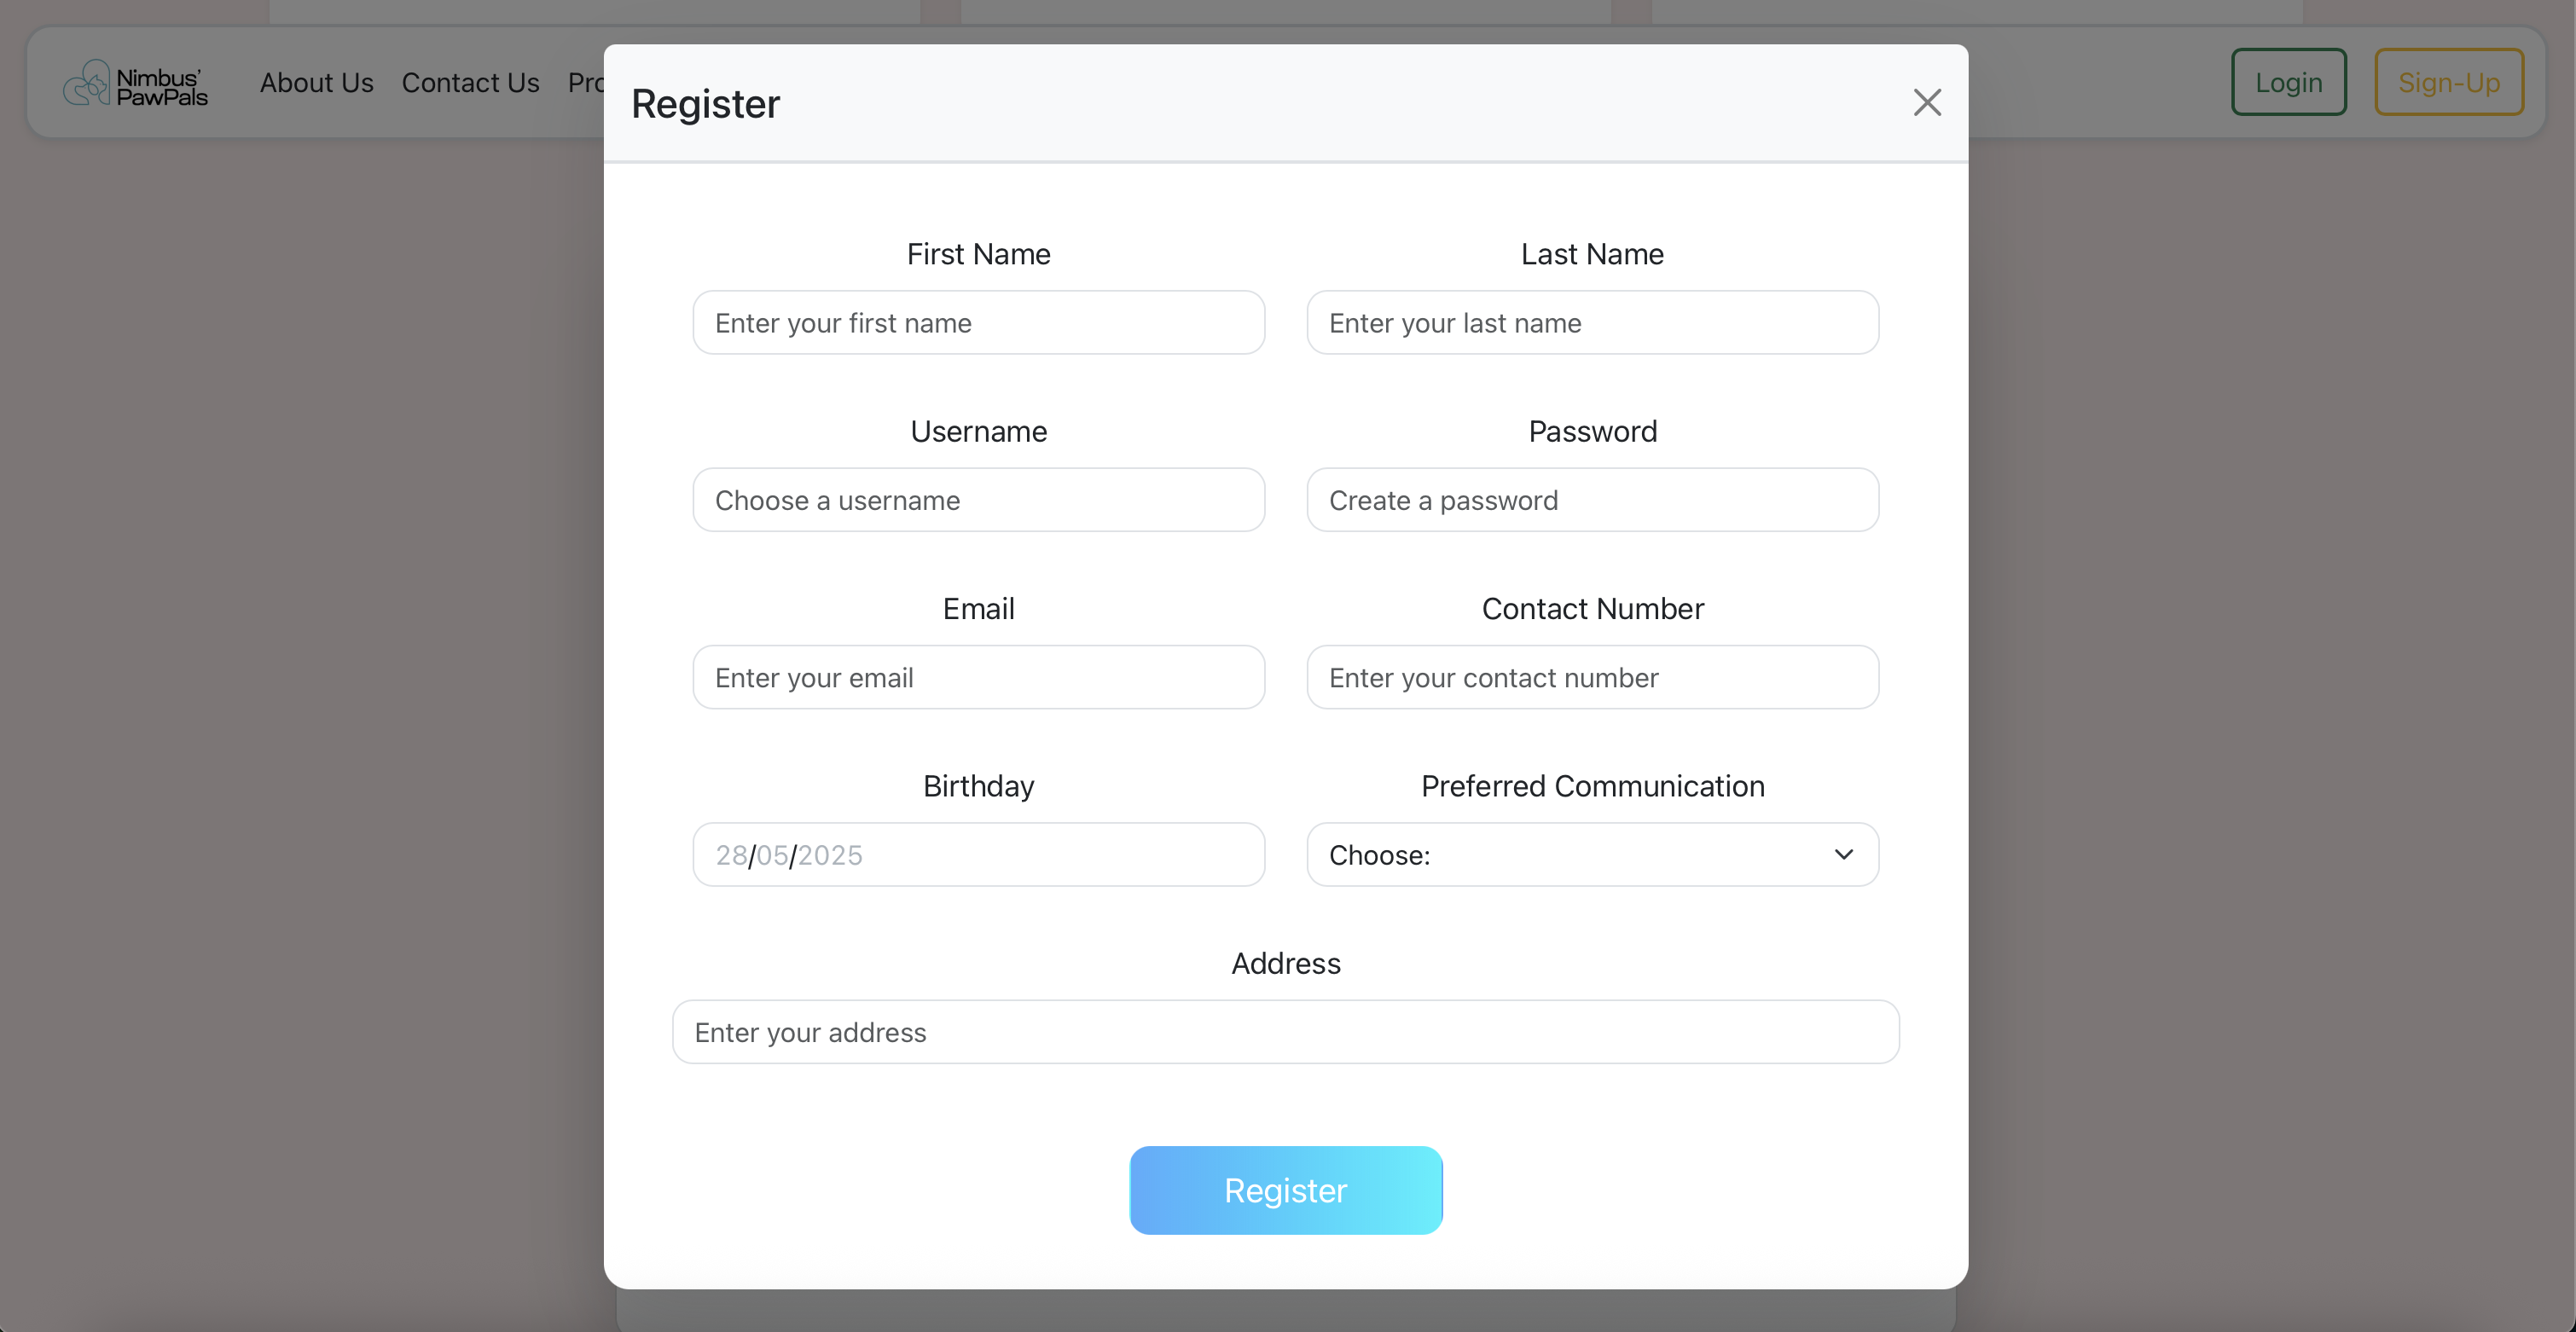 Nimbus'
PawPals
About Us Contact Us
Login Sign-Up
Register
First Name Last Name
Enter your first name Enter your last name
Username Password
Choose a username Create a password
Email Contact Number
Enter your email Enter your contact number
Birthday Preferred Communication
28/05/2025 Choose:
Address
Enter your address
Register